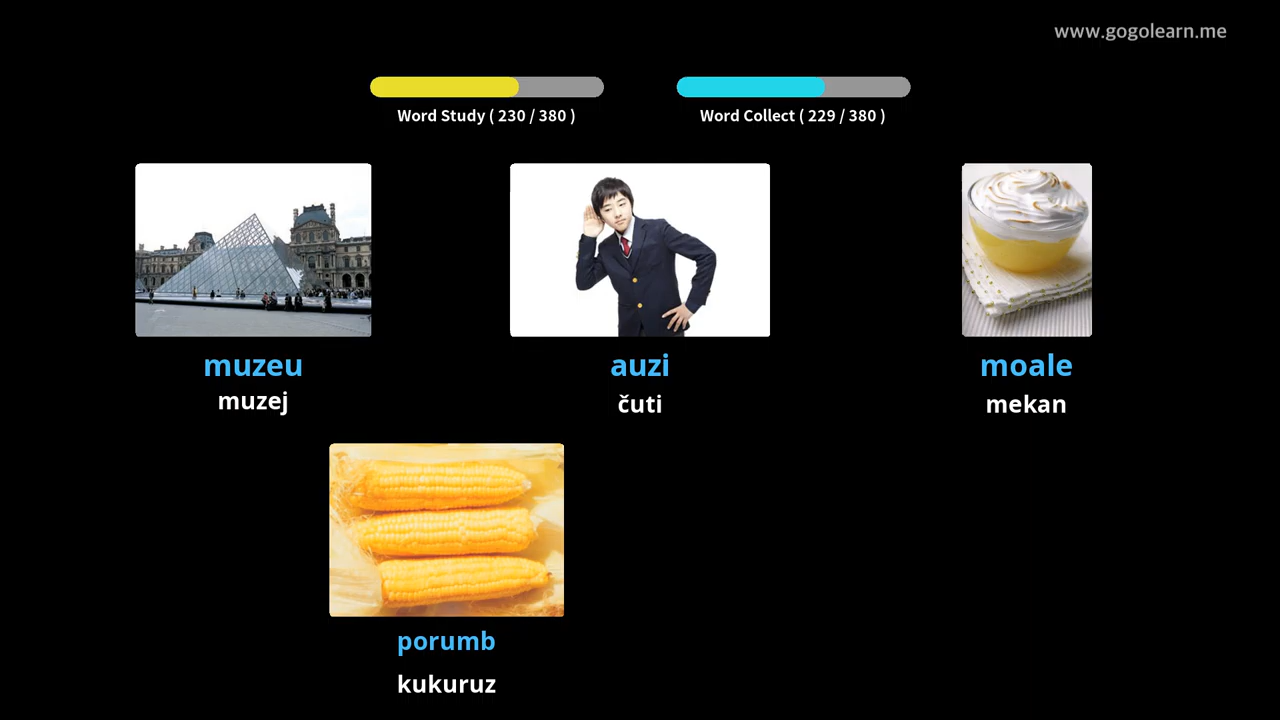 www.gogolearn.me
Word Study ( 230 / 380 )
Word Collect ( 229 / 380 )
muzeu
muzej
auzi
čuti
moale
mekan
porumb
kukuruz